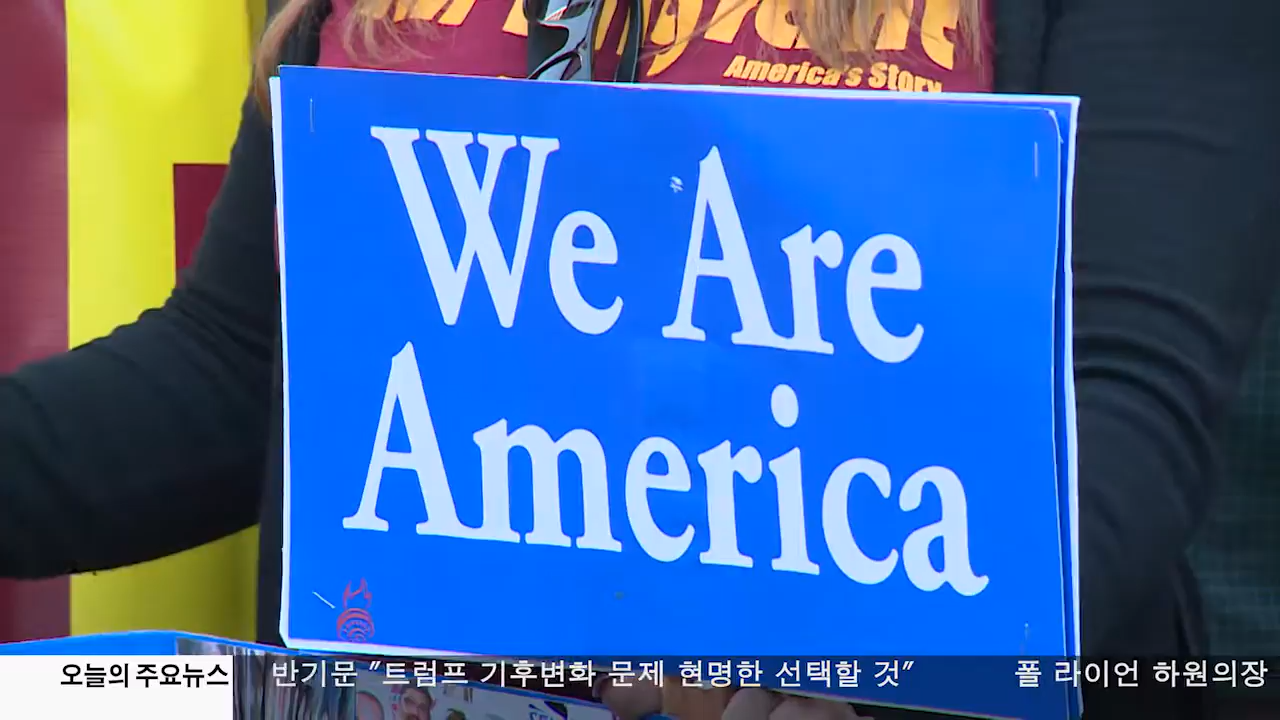 America's Story
We Are
America
오늘의 주요뉴스
반기문 "트럼프 기후변화 문제 현명한 선택할 것" 폴 라이언 하원의장